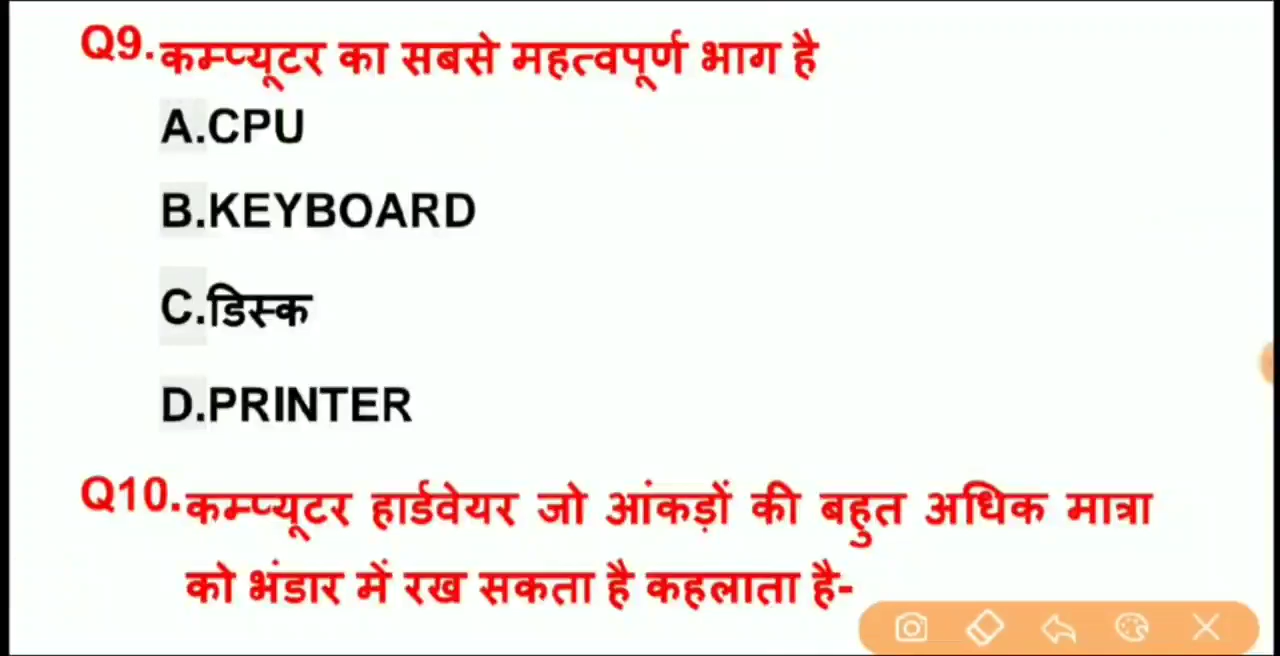 Q9.कम्प्यूटर का सबसे महत्वपूर्ण भाग है
A.CPU
B.KEYBOARD
C.डिस्क
D.PRINTER
Q10.कम्प्यूटर हार्डवेयर जो आंकड़ों की बहुत अधिक मात्रा
को भंडार में रख सकता है कहलाता है-